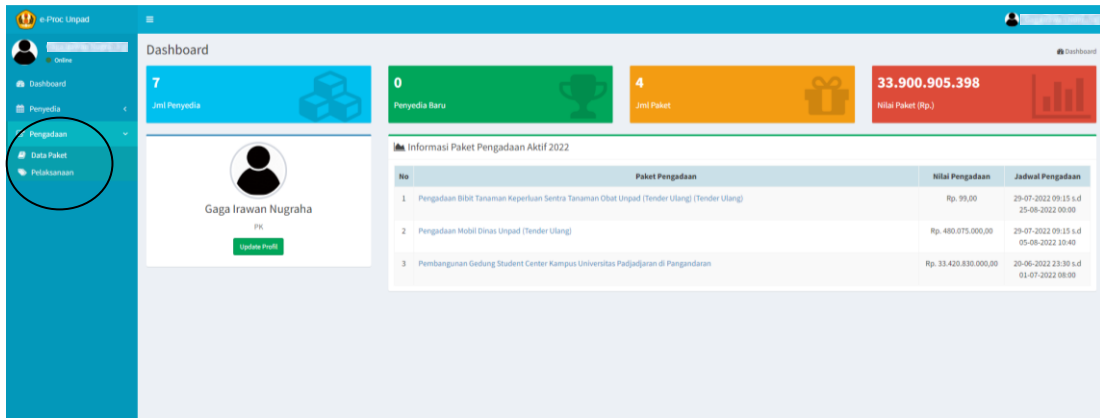 e-Proc Unpad
Online
Dashboard
Penyedia
Pengadaan
Data Paket
Pelaksanaan
Dashboard
Dashboard
7
Jml Penyedia
0
Penyedia Baru
4
Jml Paket
33.900.905.398
Nilai Paket (Rp.)
Gaga Irawan Nugraha
PK
Update Profil
Informasi Paket Pengadaan Aktif 2022
No Paket Pengadaan Nilai Pengadaan Jadwal Pengadaan
1 Pengadaan Bibit Tanaman Keperluan Sentra Tanaman Obat Unpad (Tender Ulang) (Tender Ulang) Rp. 99,00 29-07-2022 09:15 s.d
25-08-2022 00:00
2 Pengadaan Mobil Dinas Unpad (Tender Ulang) Rp. 480.075.000,00 29-07-2022 09:15 s.d
05-08-2022 10:40
3 Pembangunan Gedung Student Center Kampus Universitas Padjadjaran di Pangandaran Rp. 33.420.830.000,00 20-06-2022 23:30 s.d
01-07-2022 08:00